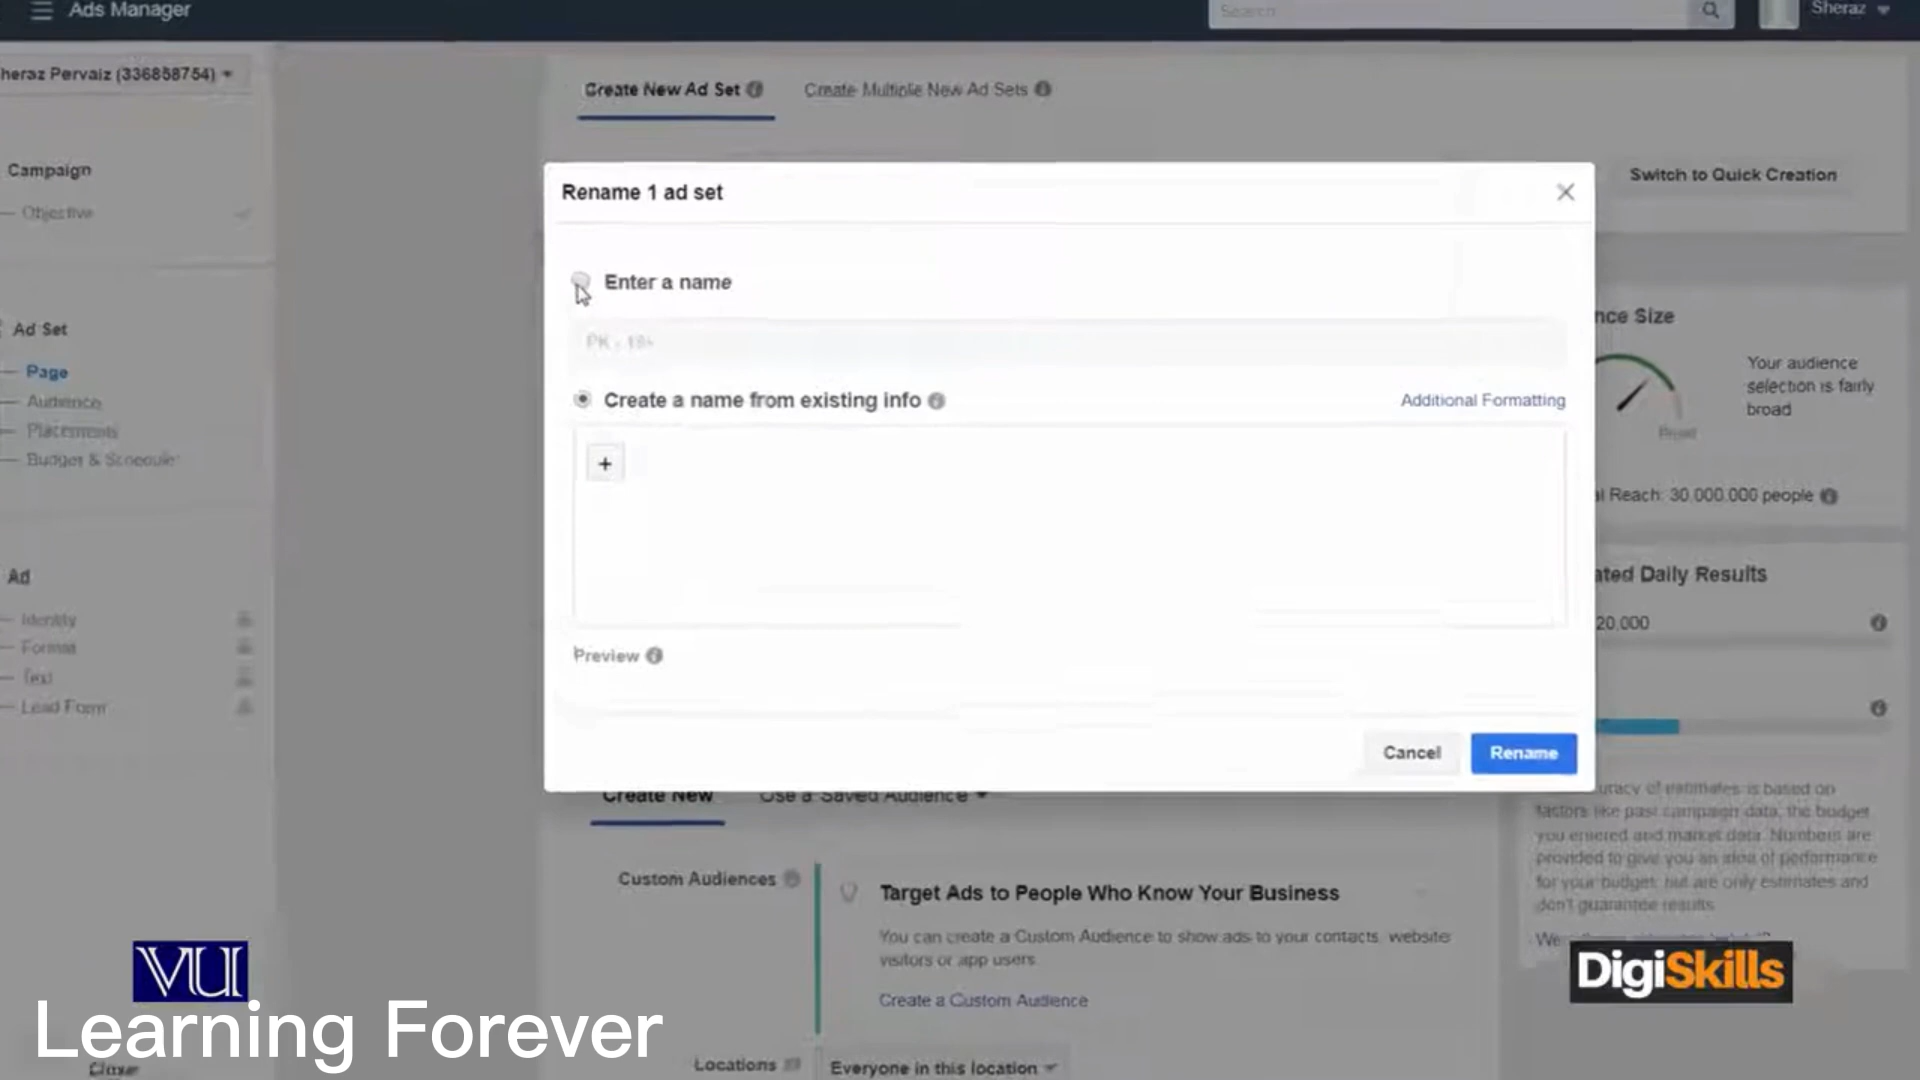 Ads Manager
Search
Sheraz
heraz Pervaiz (336858754)
Create New Ad Set
Create Multiple New Ad Sets
Campaign
Objective
Switch to Quick Creation
Rename 1 ad set
Enter a name
PK - 18+
Ad Set
Page
Audience
Placements
Budget & Schedule
nce Size
Your audience
selection is fairly
broad
Broad
Create a name from existing info
Additional Formatting
+
al Reach: 30,000,000 people
Ad
Identity
Format
Text
Lead Form
ated Daily Results
20,000
Preview
Cancel
Rename
Create New
Use a Saved Audience
uracy of estimates is based on
factors like past campaign data, the budget
you entered and market data. Numbers are
provided to give you an idea of performance
for your budget, but are only estimates and
don't guarantee results.
Custom Audiences
Target Ads to People Who Know Your Business
You can create a Custom Audience to show ads to your contacts, website
visitors or app users.
Create a Custom Audience
We
VU
DigiSkills
Learning Forever
Close
Locations
Everyone in this location